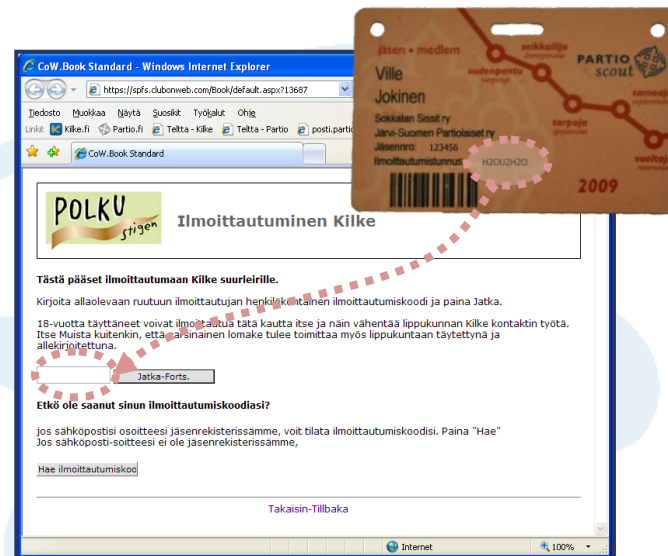 jäsen • medlem
seikkailija
PARTIO
scout
Ville
Jokinen
sudenpentu
samoaja
tarpoja
vaeltaja
Sokkalan Sissit ry
Järvi-Suomen Partiolaiset ry
Jäsennro: 123456
Ilmoittautumistunnus: H2OU2H2O
2009
CoW.Book Standard - Windows Internet Explorer
https://spfs.clubonweb.com/Book/default.aspx?13687
Tiedosto Muokkaa Näytä Suosikit Työkalut Ohje
Linkit Kilke.fi Partio.fi Teltta - Kilke Teltta - Partio posti.partio
CoW.Book Standard
POLKU
stigen
Ilmoittautuminen Kilke
Tästä pääset ilmoittautumaan Kilke suurleirille.
Kirjoita allaolevaan ruutuun ilmoittautujan henkilökohtainen ilmoittautumiskoodi ja paina Jatka.
18-vuotta täyttäneet voivat ilmoittautua tätä kautta itse ja näin vähentää lippukunnan Kilke kontaktin työtä.
Itse Muista kuitenkin, että varsinainen lomake tulee toimittaa myös lippukuntaan täytettynä ja
allekirjoitettuna.
Jatka-Forts.
Etkö ole saanut sinun ilmoittautumiskoodiasi?
jos sähköpostisi osoitteesi jäsenrekisterissämme, voit tilata ilmoittautumiskoodisi. Paina "Hae"
Jos sähköposti-soitteesi ei ole jäsenrekisterissämme,
Hae ilmoittautumiskoo
Takaisin-Tillbaka
Internet
100%